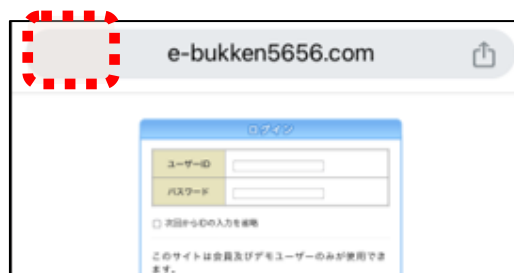 e-bukken5656.com
ログイン
ユーザーID
パスワード
次回からIDの入力を省略
このサイトは会員及びデモユーザーのみが使用できます。